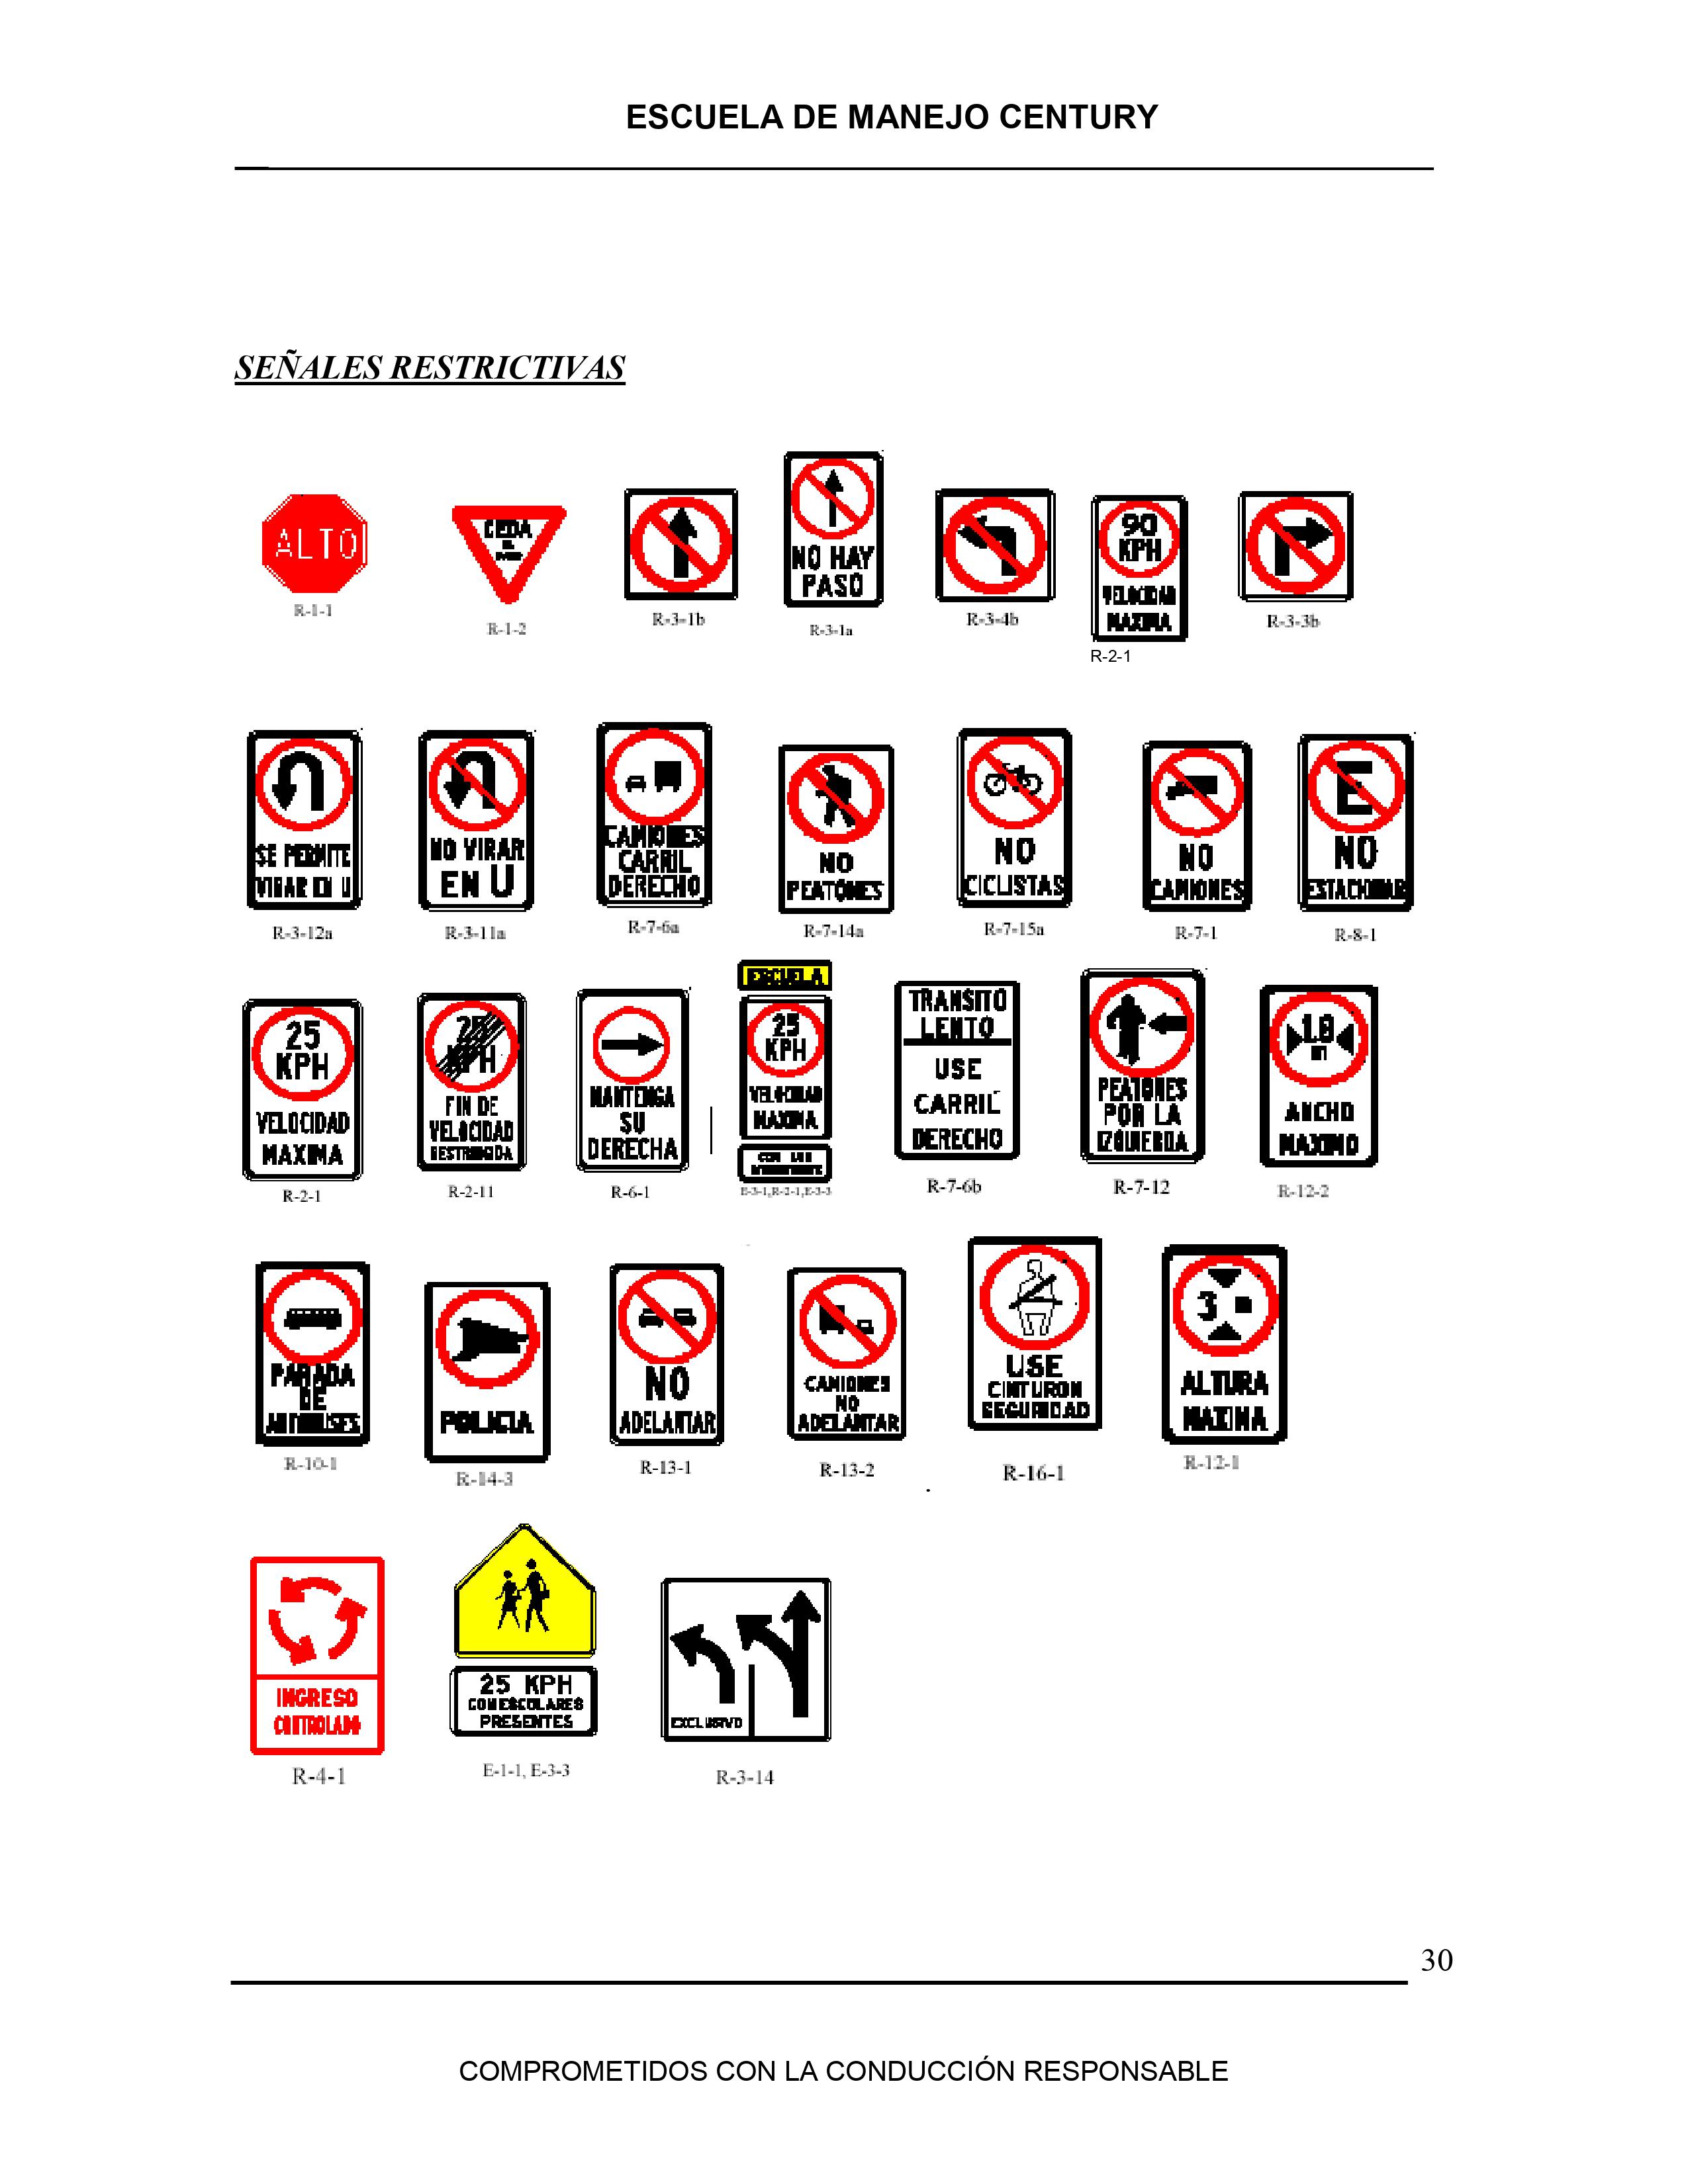 ESCUELA DE MANEJO CENTURY
SEÑALES RESTRICTIVAS
ALTO
R-1-1
CEDA
R-1-2
R-3-1b
NO HAY
PASO
R-3-1a
R-3-4b
90
KPH
VELOCIDAD
MAXIMA
R-2-1
R-3-3b
SE PERMITE
VIRAR EN U
R-3-12a
NO VIRAR
EN U
R-3-11a
CAMIONES
CARRIL
DERECHO
R-7-6a
NO
PEATONES
R-7-14a
NO
CICLISTAS
R-7-15a
NO
CAMIONES
R-7-1
E
NO
ESTACIONAR
R-8-1
25
KPH
VELOCIDAD
MAXIMA
R-2-1
25
KPH
FIN DE
VELOCIDAD
RESTRINGIDA
R-2-11
MANTENGA
SU
DERECHA
R-6-1
ESCUELA
25
KPH
VELOCIDAD
MAXIMA
E-3-1,R-2-1,E-3-3
TRANSITO
LENTO
USE
CARRIL
DERECHO
R-7-6b
PEATONES
POR LA
IZQUIERDA
R-7-12
1.8
m
ANCHO
MAXIMO
R-12-2
PARADA
DE
AUTOBUSES
R-10-1
POLICIA
R-14-3
NO
ADELANTAR
R-13-1
CAMIONES
NO
ADELANTAR
R-13-2
USE
CINTURON
SEGURIDAD
R-16-1
3 m
ALTURA
MAXIMA
R-12-1
INGRESO
CONTROLADO
R-4-1
25 KPH
CON ESCOLARES
PRESENTES
E-1-1, E-3-3
EXCLUSIVO
R-3-14
30
COMPROMETIDOS CON LA CONDUCCIÓN RESPONSABLE